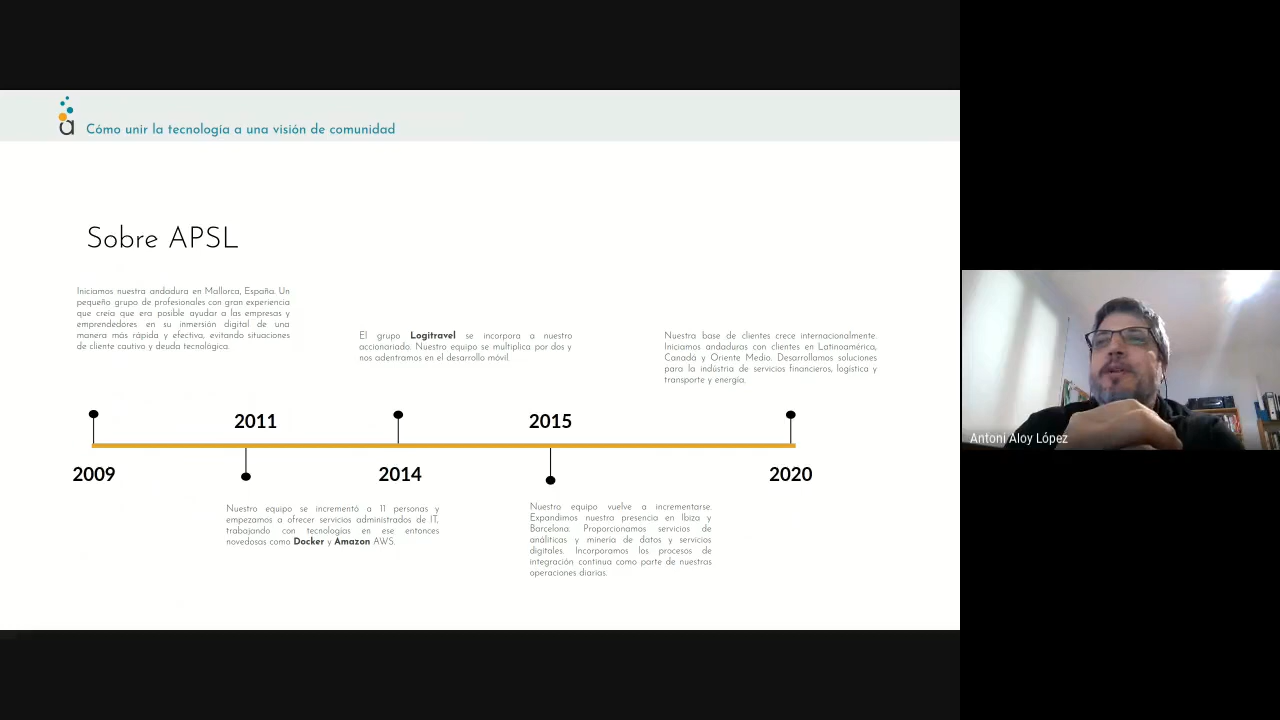 Cómo unir la tecnología a una visión de comunidad
Sobre APSL
Iniciamos nuestra andadura en Mallorca, España. Un
pequeño grupo de profesionales con gran experiencia
que creía que era posible ayudar a las empresas y
emprendedores en su inmersión digital de una
manera más rápida y efectiva, evitando situaciones
de cliente cautivo y deuda tecnológica.
El grupo Logitravel se incorpora a nuestro
accionariado. Nuestro equipo se multiplica por dos y
nos adentramos en el desarrollo móvil.
Nuestra base de clientes crece internacionalmente.
Iniciamos andaduras con clientes en Latinoamérica,
Canadá y Oriente Medio. Desarrollamos soluciones
para la indústria de servicios financieros, logística y
transporte y energía.
2011
2015
2009
2014
2020
Nuestro equipo se incrementó a 11 personas y
empezamos a ofrecer servicios administrados de IT,
trabajando con tecnologías en ese entonces
novedosas como Docker y Amazon AWS.
Nuestro equipo vuelve a incrementarse.
Expandimos nuestra presencia en Ibiza y
Barcelona. Proporcionamos servicios de
análiticas y minería de datos y servicios
digitales. Incorporamos los procesos de
integración continua como parte de nuestras
operaciones diarias.
Antoni Aloy López